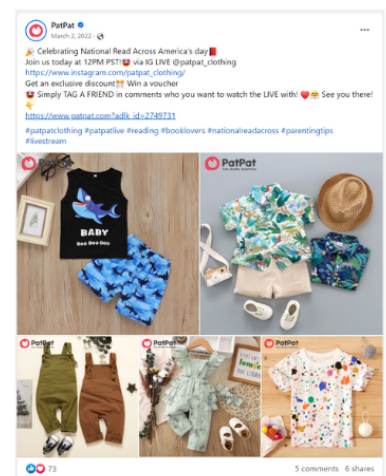 PatPat
March 2, 2022 ·
Celebrating National Read Across America's day
Join us today at 12PM PST! via IG LIVE @patpat_clothing
https://www.instagram.com/patpat_clothing/
Get an exclusive discount Win a voucher
Simply TAG A FRIEND in comments who you want to watch the LIVE with! See you there!
https://www.patpat.com?adlk_id=2749731
#patpatclothing #patpatlive #reading #booklovers #nationalreadacross #parentingtips
#livestream
PatPat
PatPat
BABY
Doo Doo Doo
PatPat
PatPat
PatPat
73
5 comments 6 shares